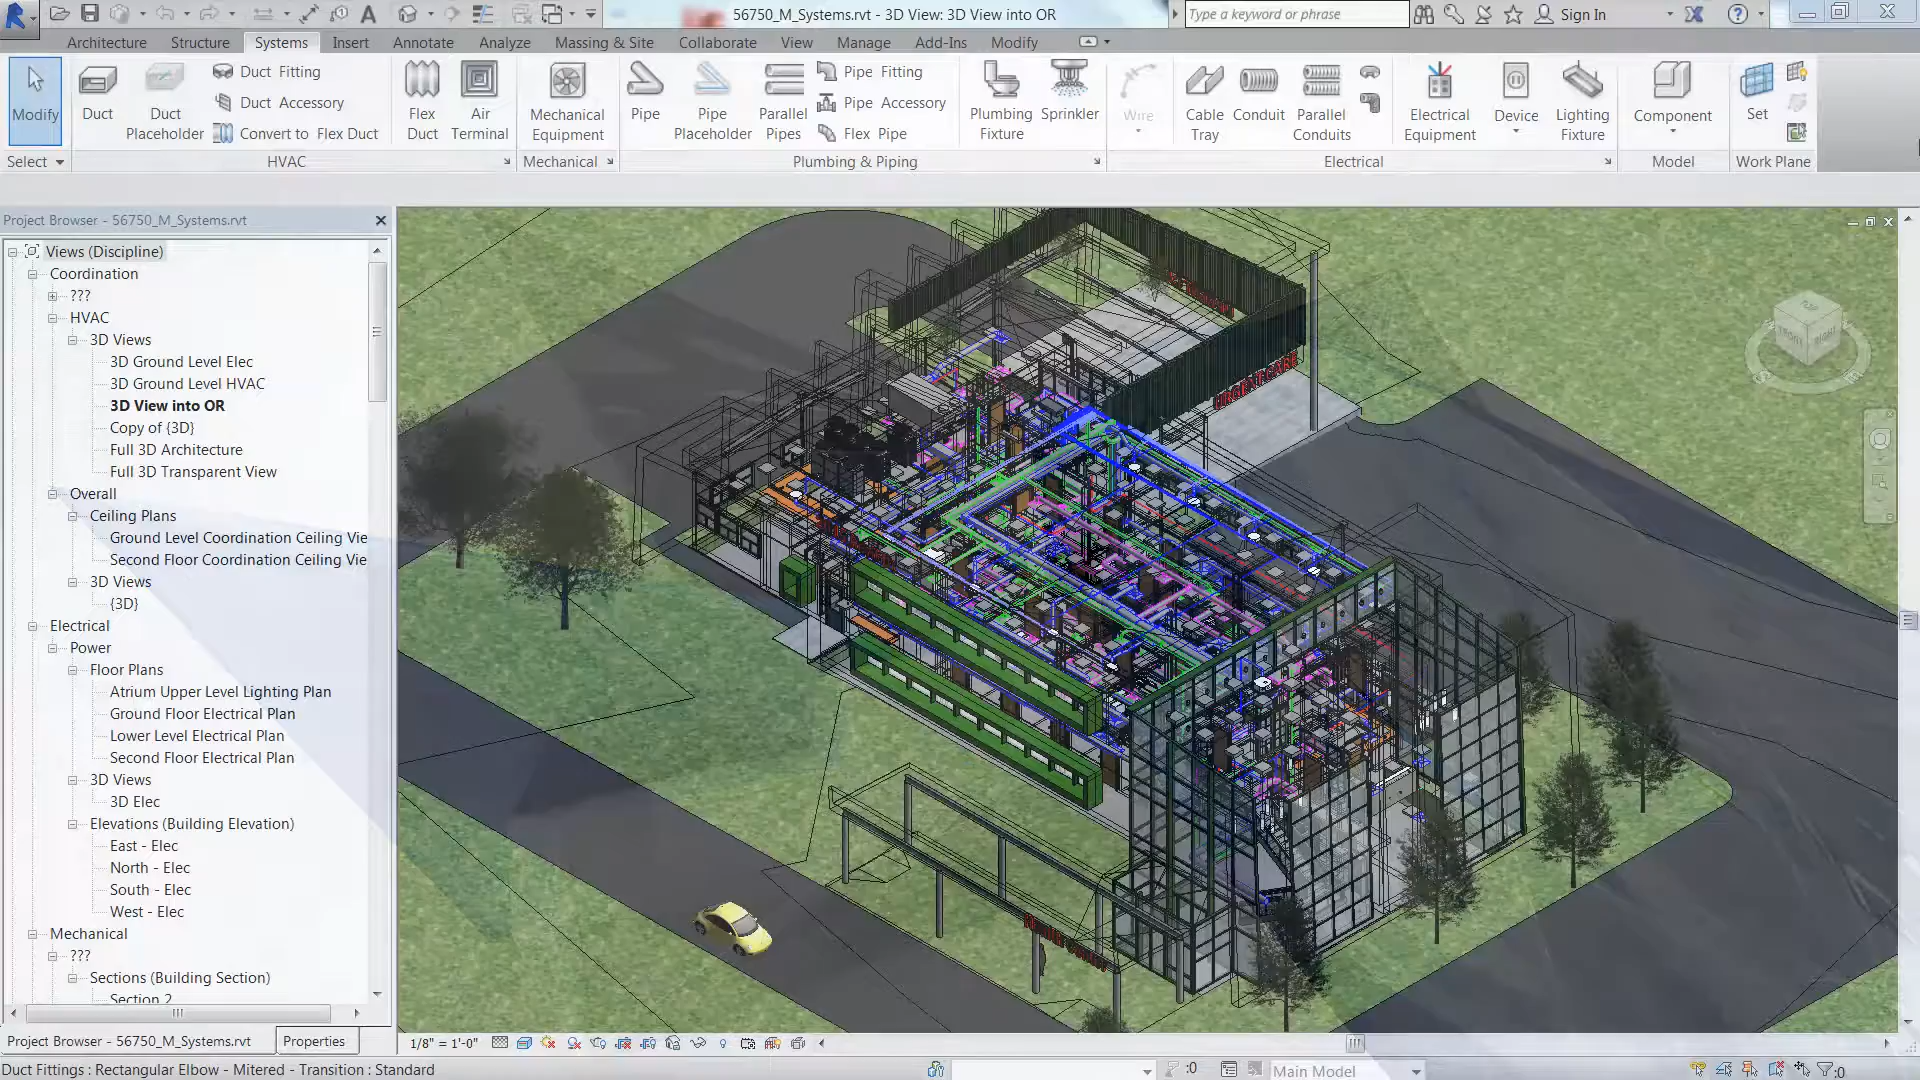 56750_M_Systems.rvt - 3D View: 3D View into OR
Type a keyword or phrase
Sign In
Architecture Structure Systems Insert Annotate Analyze Massing & Site Collaborate View Manage Add-Ins Modify
Modify
Duct
Duct Placeholder
Duct Fitting
Duct Accessory
Convert to Flex Duct
Flex Duct
Air Terminal
Mechanical Equipment
Pipe
Pipe Placeholder
Parallel Pipes
Pipe Fitting
Pipe Accessory
Flex Pipe
Plumbing Fixture
Sprinkler
Wire
Cable Tray
Conduit
Parallel Conduits
Electrical Equipment
Device
Lighting Fixture
Component
Set
Select HVAC Mechanical Plumbing & Piping Electrical Model Work Plane
Project Browser - 56750_M_Systems.rvt
Views (Discipline)
Coordination
???
HVAC
3D Views
3D Ground Level Elec
3D Ground Level HVAC
3D View into OR
Copy of {3D}
Full 3D Architecture
Full 3D Transparent View
Overall
Ceiling Plans
Ground Level Coordination Ceiling Vie
Second Floor Coordination Ceiling Vie
3D Views
{3D}
Electrical
Power
Floor Plans
Atrium Upper Level Lighting Plan
Ground Floor Electrical Plan
Lower Level Electrical Plan
Second Floor Electrical Plan
3D Views
3D Elec
Elevations (Building Elevation)
East - Elec
North - Elec
South - Elec
West - Elec
Mechanical
???
Sections (Building Section)
Section 2
URGENT CARE
FRONT
RIGHT
Project Browser - 56750_M_Systems.rvt
Properties
1/8" = 1'-0"
Duct Fittings : Rectangular Elbow - Mitered - Transition : Standard
:0
Main Model
:0